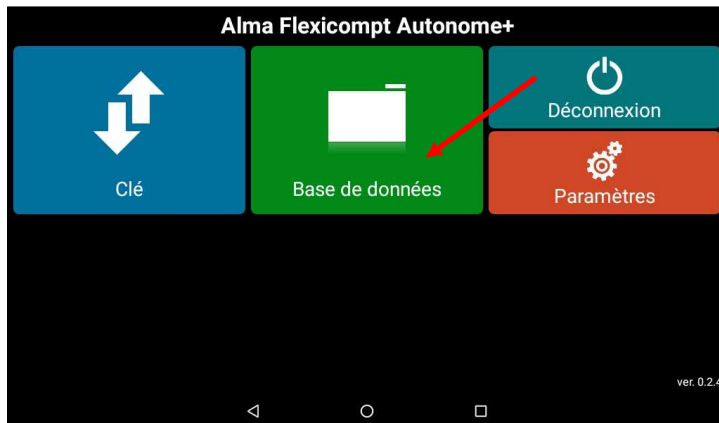 Alma Flexicompt Autonome+
Clé
Base de données
Déconnexion
Paramètres
ver. 0.2.4